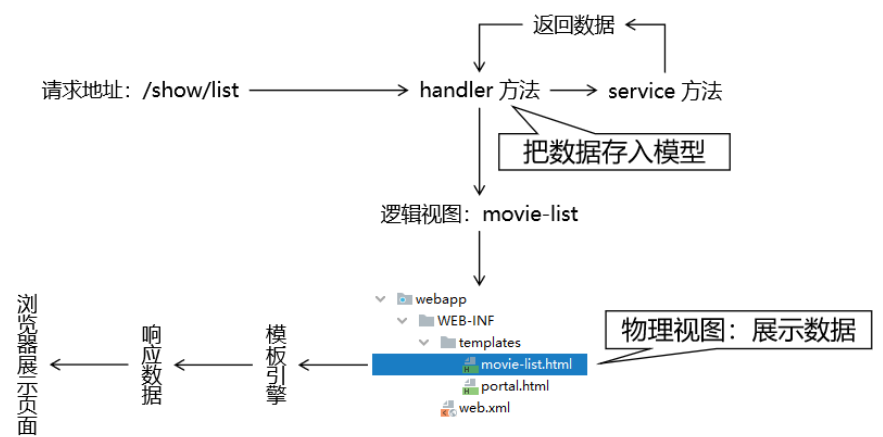 返回数据
请求地址：/show/list
handler 方法
service 方法
把数据存入模型
逻辑视图：movie-list
webapp
WEB-INF
templates
movie-list.html
portal.html
web.xml
物理视图：展示数据
模板引擎
响应数据
浏览器展示页面